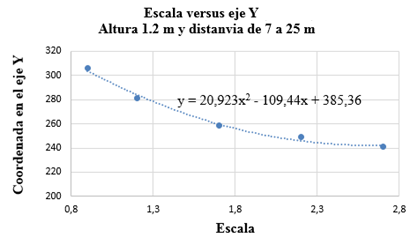 Escala versus eje Y
Altura 1.2 m y distanvia de 7 a 25 m
320
300
280
260
240
220
200
Coordenada en el eje Y
y = 20,923x² - 109,44x + 385,36
0,8
1,3
1,8
2,3
2,8
Escala